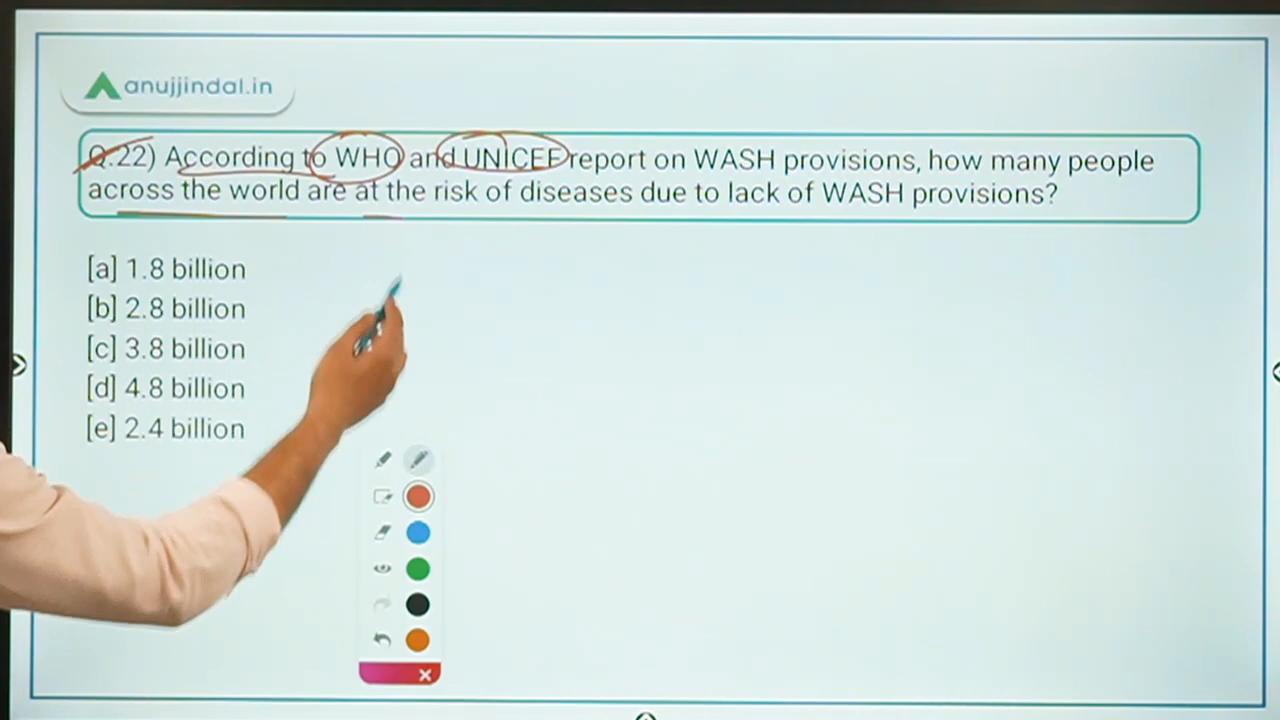 anujjindal.in
Q.22) According to WHO and UNICEF report on WASH provisions, how many people
across the world are at the risk of diseases due to lack of WASH provisions?
[a] 1.8 billion
[b] 2.8 billion
[c] 3.8 billion
[d] 4.8 billion
[e] 2.4 billion